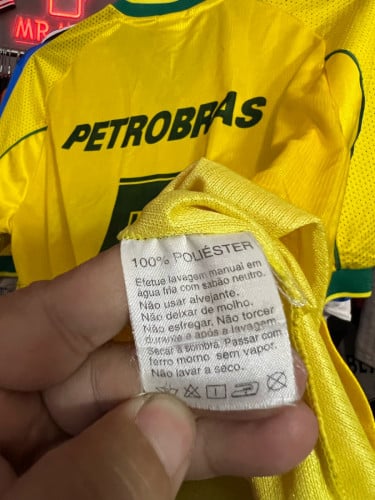 MR
PETROBRAS
100% POLIÉSTER
Efetue lavagem manual em
água fria com sabão neutro.
Não usar alvejante.
Não deixar de molho.
Não esfregar. Não torcer
durante e após a lavagem.
Secar à sombra. Passar com
ferro morno sem vapor.
Não lavar a seco.